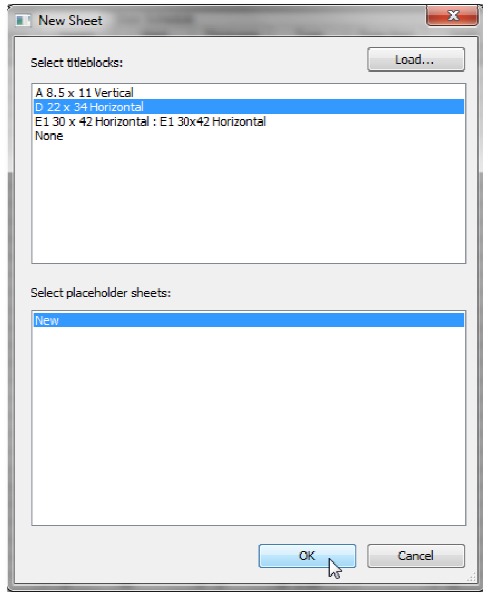 New Sheet
Select titleblocks:
Load...
A 8.5 x 11 Vertical
D 22 x 34 Horizontal
E1 30 x 42 Horizontal : E1 30x42 Horizontal
None
Select placeholder sheets:
New
OK
Cancel